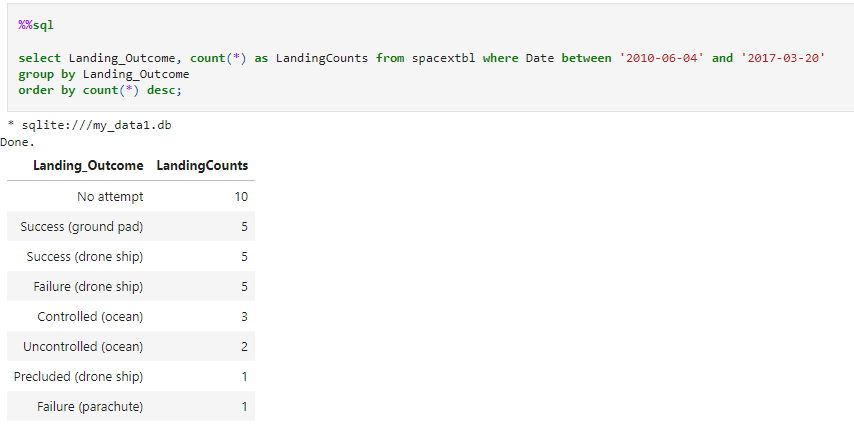 %%sql
select Landing_Outcome, count(*) as LandingCounts from spacextbl where Date between '2010-06-04' and '2017-03-20'
group by Landing_Outcome
order by count(*) desc;
* sqlite:///my_data1.db
Done.
Landing_Outcome LandingCounts
No attempt 10
Success (ground pad) 5
Success (drone ship) 5
Failure (drone ship) 5
Controlled (ocean) 3
Uncontrolled (ocean) 2
Precluded (drone ship) 1
Failure (parachute) 1